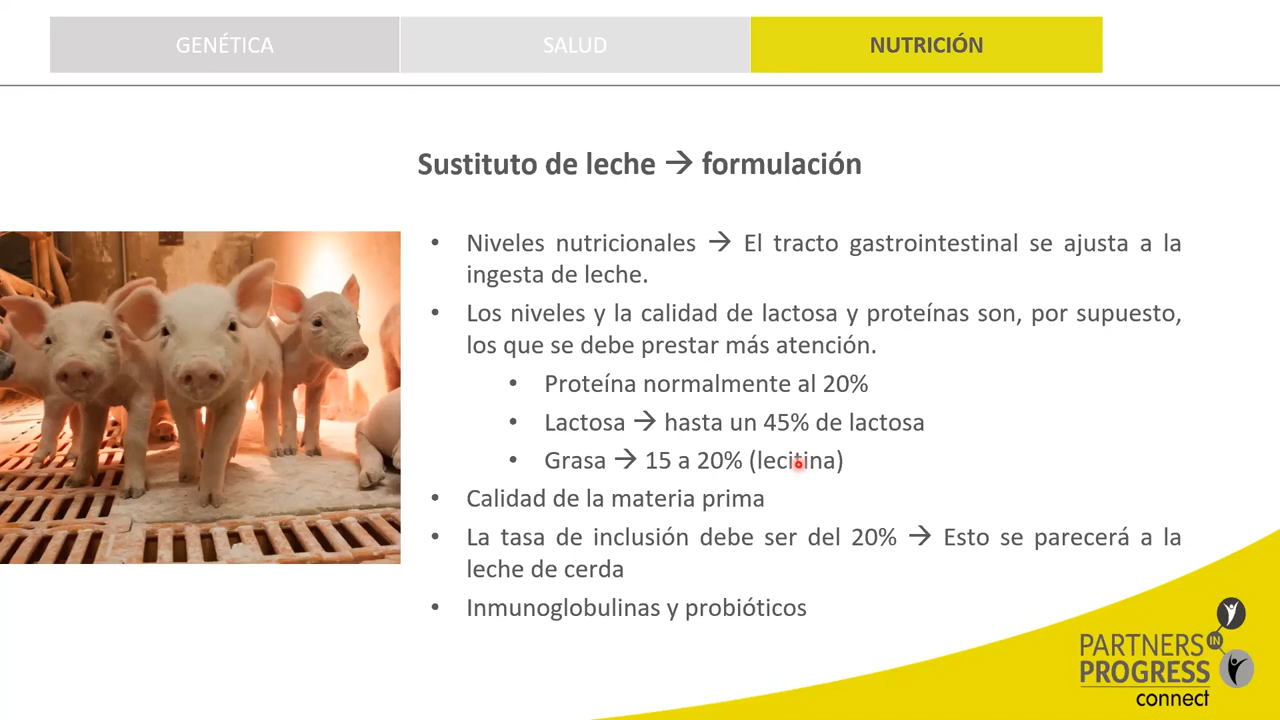 GENÉTICA
SALUD
NUTRICIÓN
Sustituto de leche → formulación
• Niveles nutricionales → El tracto gastrointestinal se ajusta a la
ingesta de leche.
• Los niveles y la calidad de lactosa y proteínas son, por supuesto,
los que se debe prestar más atención.
• Proteína normalmente al 20%
• Lactosa → hasta un 45% de lactosa
• Grasa → 15 a 20% (lecitina)
• Calidad de la materia prima
• La tasa de inclusión debe ser del 20% → Esto se parecerá a la
leche de cerda
• Inmunoglobulinas y probióticos
PARTNERS IN
PROGRESS
connect